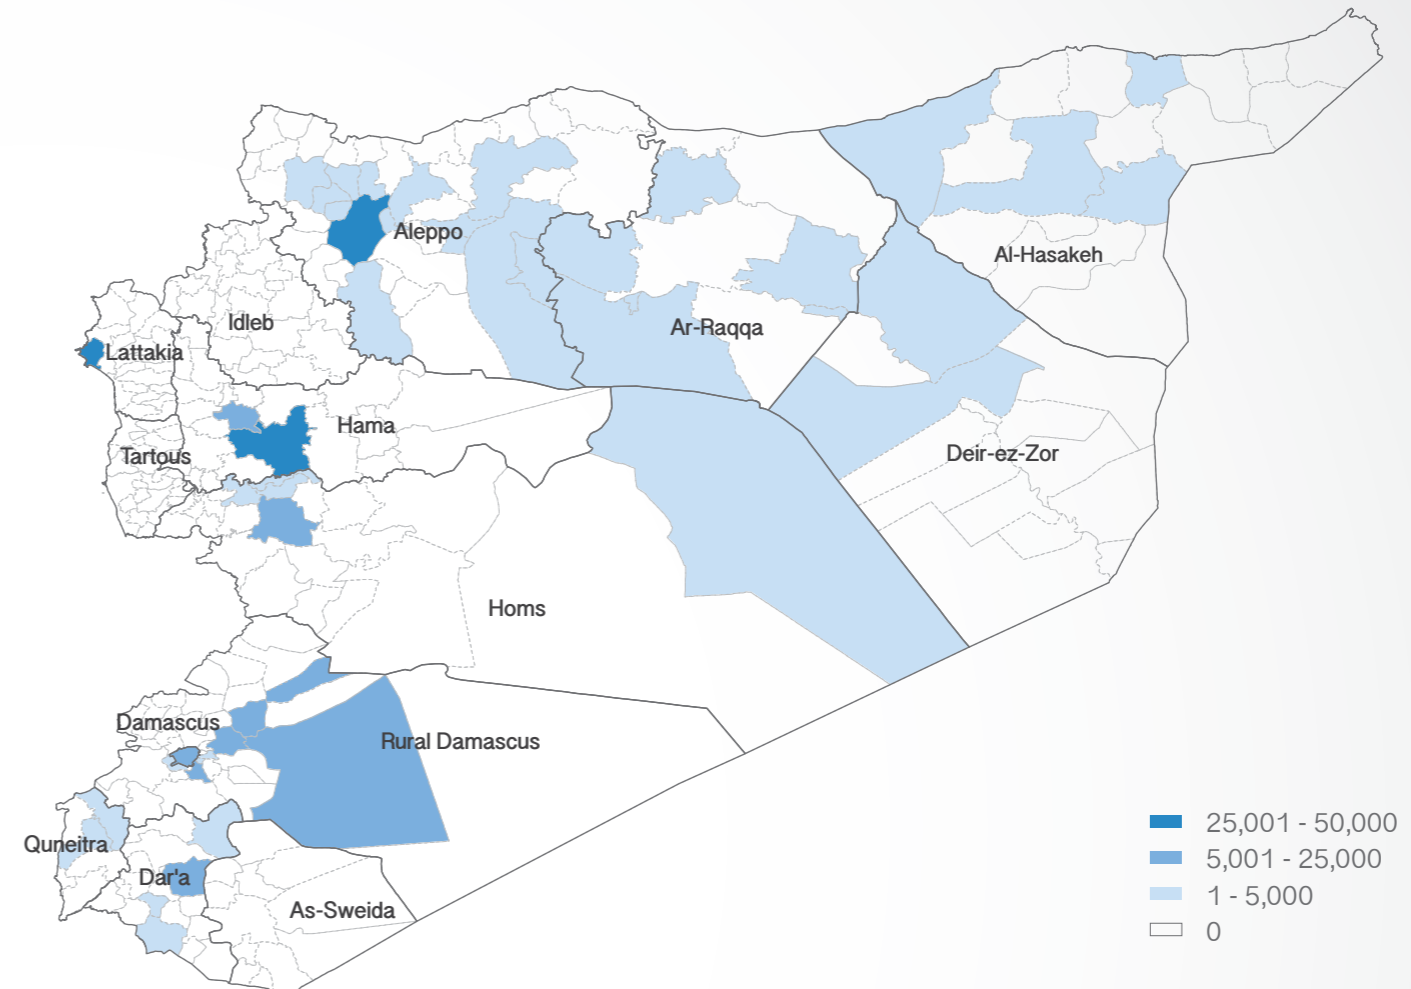 Aleppo
Al-Hasakeh
Idleb
Ar-Raqqa
Lattakia
Hama
Tartous
Deir-ez-Zor
Homs
Damascus
Rural Damascus
Quneitra
Dar'a
As-Sweida
25,001 - 50,000
5,001 - 25,000
1 - 5,000
0